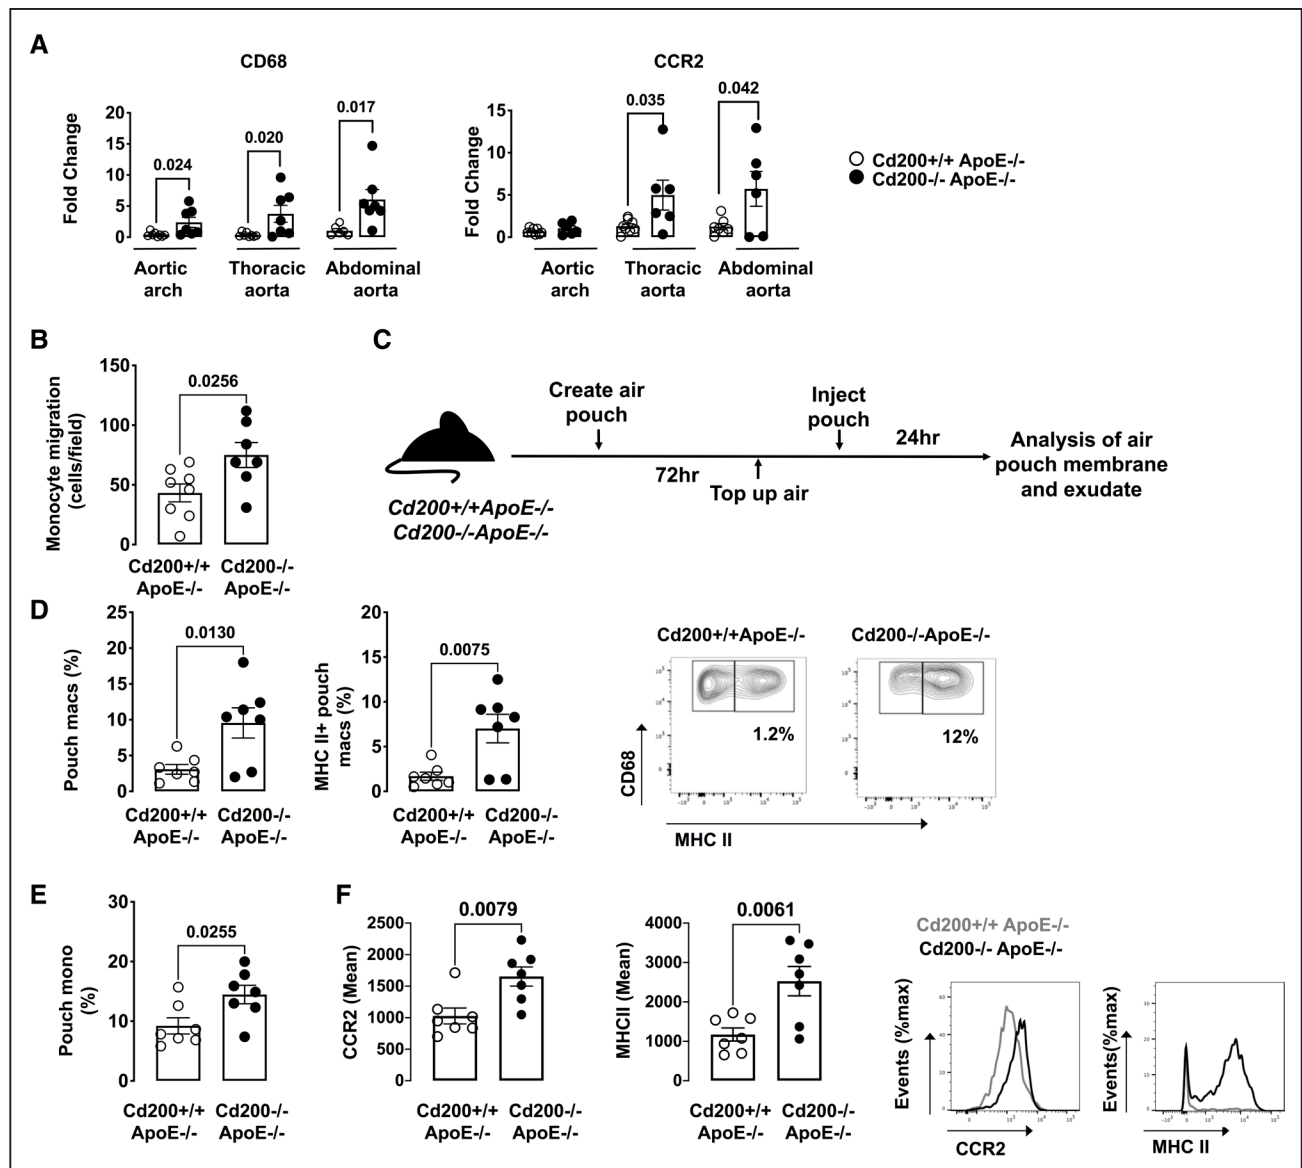 A
CD68
CCR2
Fold Change
20
15
10
5
0
0.024
0.020
0.017
Aortic
arch
Thoracic
aorta
Abdominal
aorta
Fold Change
15
10
5
0
0.035
0.042
Aortic
arch
Thoracic
aorta
Abdominal
aorta
Cd200+/+ ApoE-/-
Cd200-/- ApoE-/-
B
Monocyte migration
(cells/field)
150
100
50
0
0.0256
Cd200+/+
ApoE-/-
Cd200-/-
ApoE-/-
C
Create air
pouch
Inject
pouch
24hr
72hr
Top up air
Analysis of air
pouch membrane
and exudate
Cd200+/+ApoE-/-
Cd200-/-ApoE-/-
D
Pouch macs (%)
25
20
15
10
5
0
0.0130
Cd200+/+
ApoE-/-
Cd200-/-
ApoE-/-
MHC II+ pouch
macs (%)
20
15
10
5
0
0.0075
Cd200+/+
ApoE-/-
Cd200-/-
ApoE-/-
Cd200+/+ApoE-/-
Cd200-/-ApoE-/-
1.2%
12%
CD68
MHC II
E
Pouch mono
(%)
30
20
10
0
0.0255
Cd200+/+
ApoE-/-
Cd200-/-
ApoE-/-
F
CCR2 (Mean)
2500
2000
1500
1000
500
0
0.0079
Cd200+/+
ApoE-/-
Cd200-/-
ApoE-/-
MHCII (Mean)
4000
3000
2000
1000
0
0.0061
Cd200+/+
ApoE-/-
Cd200-/-
ApoE-/-
Cd200+/+ ApoE-/-
Cd200-/- ApoE-/-
Events (%max)
CCR2
Events(%max)
MHC II